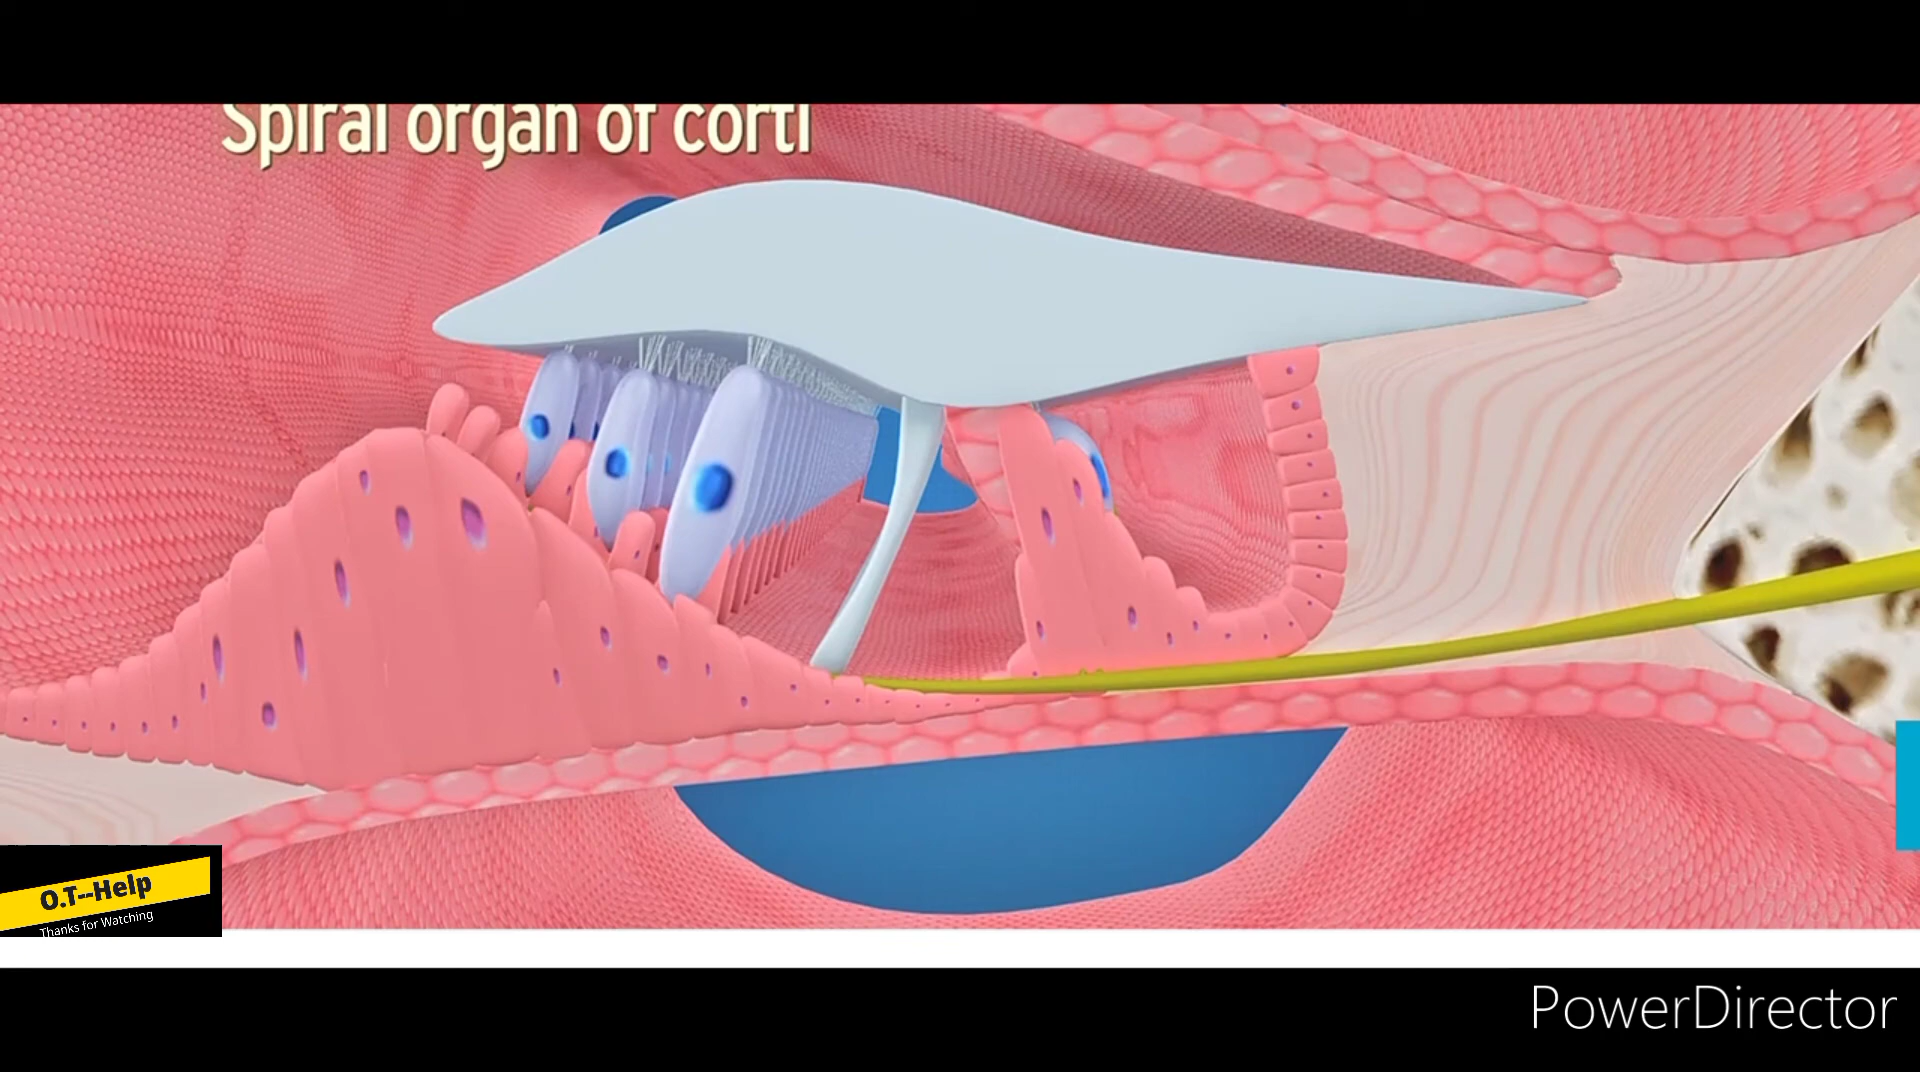 Spiral organ of corti
O.T--Help
Thanks for Watching
PowerDirector